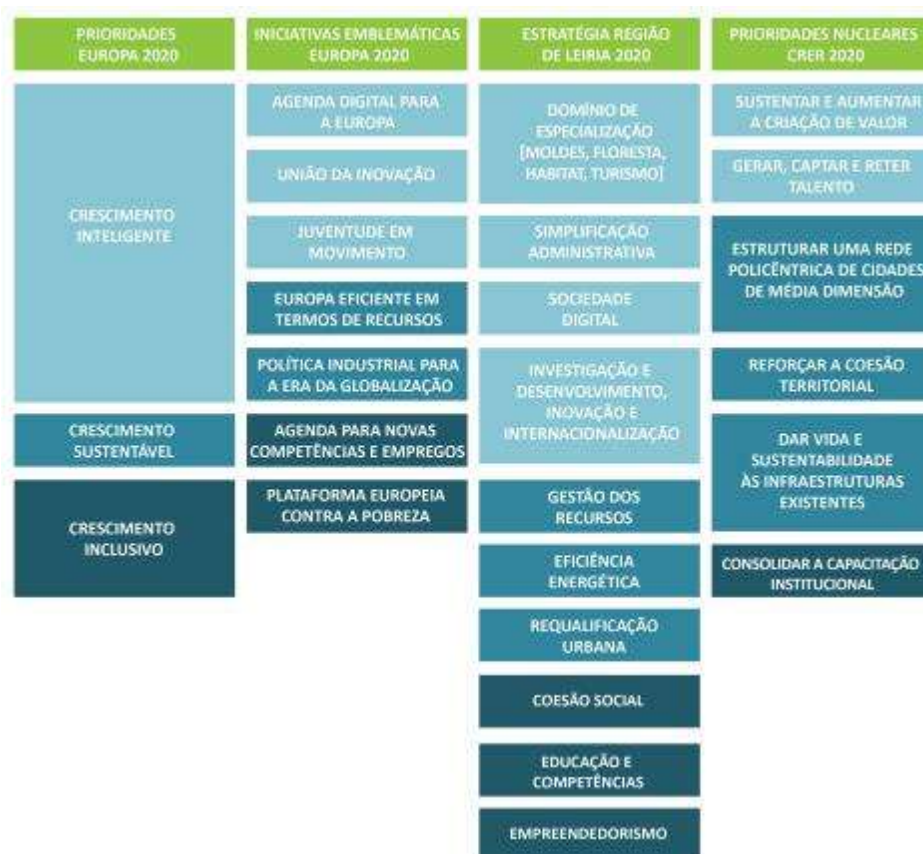 PRIORIDADES
EUROPA 2020
CRESCIMENTO
INTELIGENTE
CRESCIMENTO
SUSTENTÁVEL
CRESCIMENTO
INCLUSIVO
INICIATIVAS EMBLEMÁTICAS
EUROPA 2020
AGENDA DIGITAL PARA
A EUROPA
UNIÃO DA INOVAÇÃO
JUVENTUDE EM
MOVIMENTO
EUROPA EFICIENTE EM
TERMOS DE RECURSOS
POLÍTICA INDUSTRIAL PARA
A ERA DA GLOBALIZAÇÃO
AGENDA PARA NOVAS
COMPETÊNCIAS E EMPREGOS
PLATAFORMA EUROPEIA
CONTRA A POBREZA
ESTRATÉGIA REGIÃO
DE LEIRIA 2020
DOMÍNIO DE
ESPECIALIZAÇÃO
[MOLDES, FLORESTA,
HABITAT, TURISMO]
SIMPLIFICAÇÃO
ADMINISTRATIVA
SOCIEDADE
DIGITAL
INVESTIGAÇÃO E
DESENVOLVIMENTO,
INOVAÇÃO E
INTERNACIONALIZAÇÃO
GESTÃO DOS
RECURSOS
EFICIÊNCIA
ENERGÉTICA
REQUALIFICAÇÃO
URBANA
COESÃO SOCIAL
EDUCAÇÃO E
COMPETÊNCIAS
EMPREENDEDORISMO
PRIORIDADES NUCLEARES
CRER 2020
SUSTENTAR E AUMENTAR
A CRIAÇÃO DE VALOR
GERAR, CAPTAR E RETER
TALENTO
ESTRUTURAR UMA REDE
POLICÊNTRICA DE CIDADES
DE MÉDIA DIMENSÃO
REFORÇAR A COESÃO
TERRITORIAL
DAR VIDA E
SUSTENTABILIDADE
ÀS INFRAESTRUTURAS
EXISTENTES
CONSOLIDAR A CAPACITAÇÃO
INSTITUCIONAL